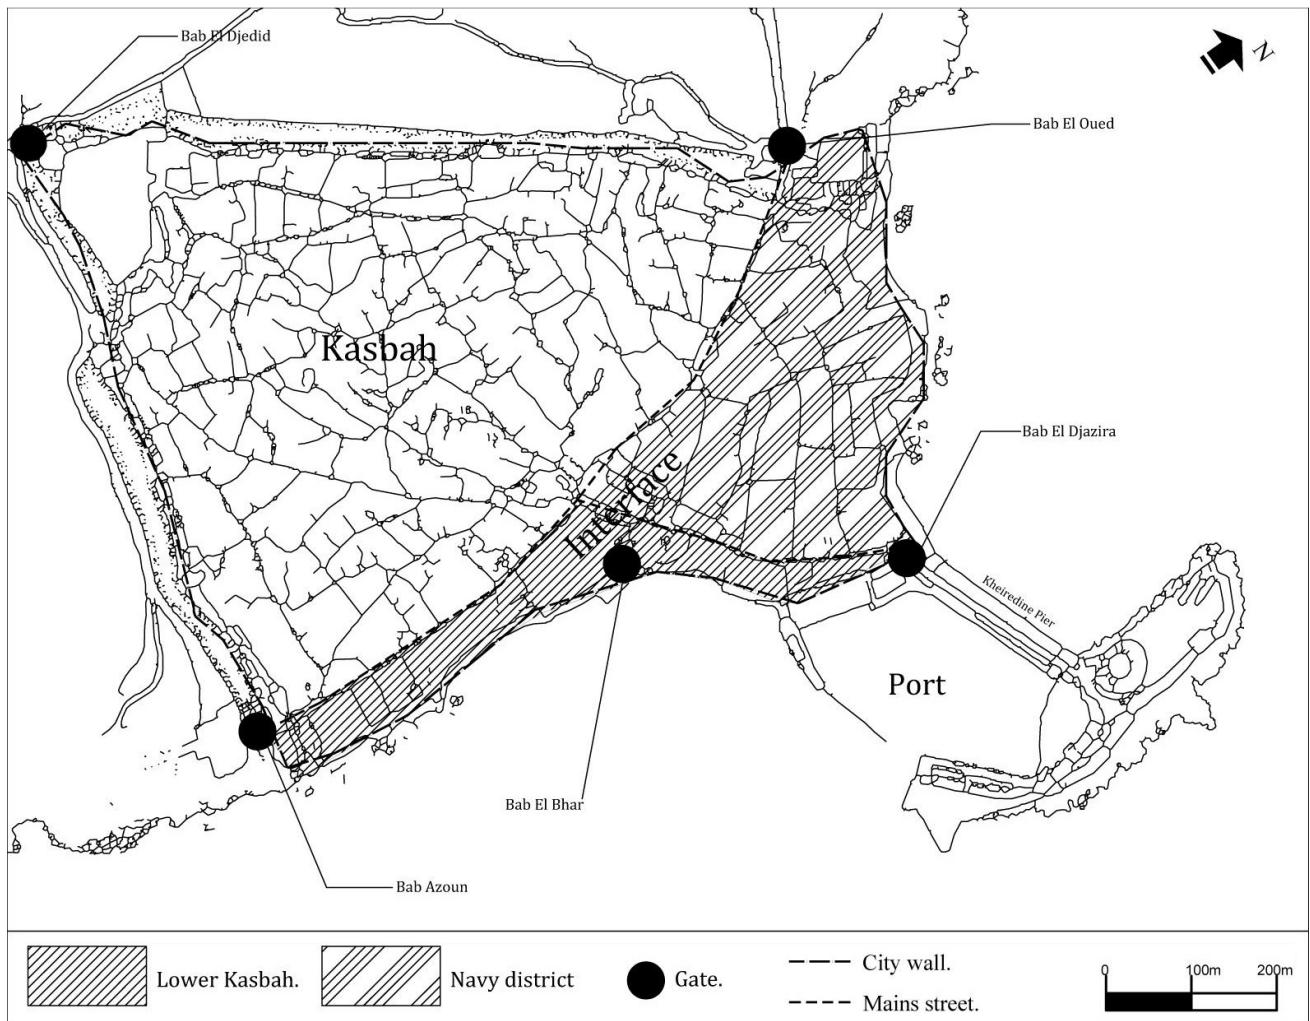 Bab El Djedid
N
Bab El Oued
Kasbah
Bab El Djazira
Interface
Kheiredine Pier
Port
Bab El Bhar
Bab Azoun
Lower Kasbah.
Navy district
Gate.
City wall.
Mains street.
0 100m 200m